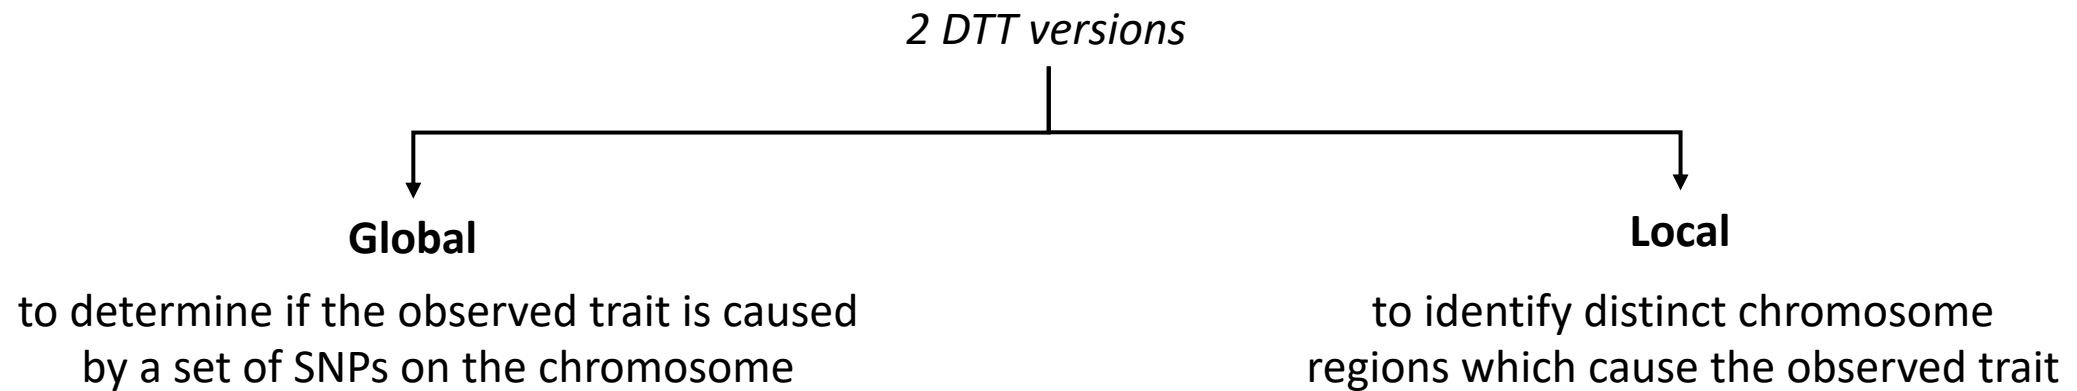 2 DTT versions
Global
to determine if the observed trait is caused
by a set of SNPs on the chromosome
Local
to identify distinct chromosome
regions which cause the observed trait